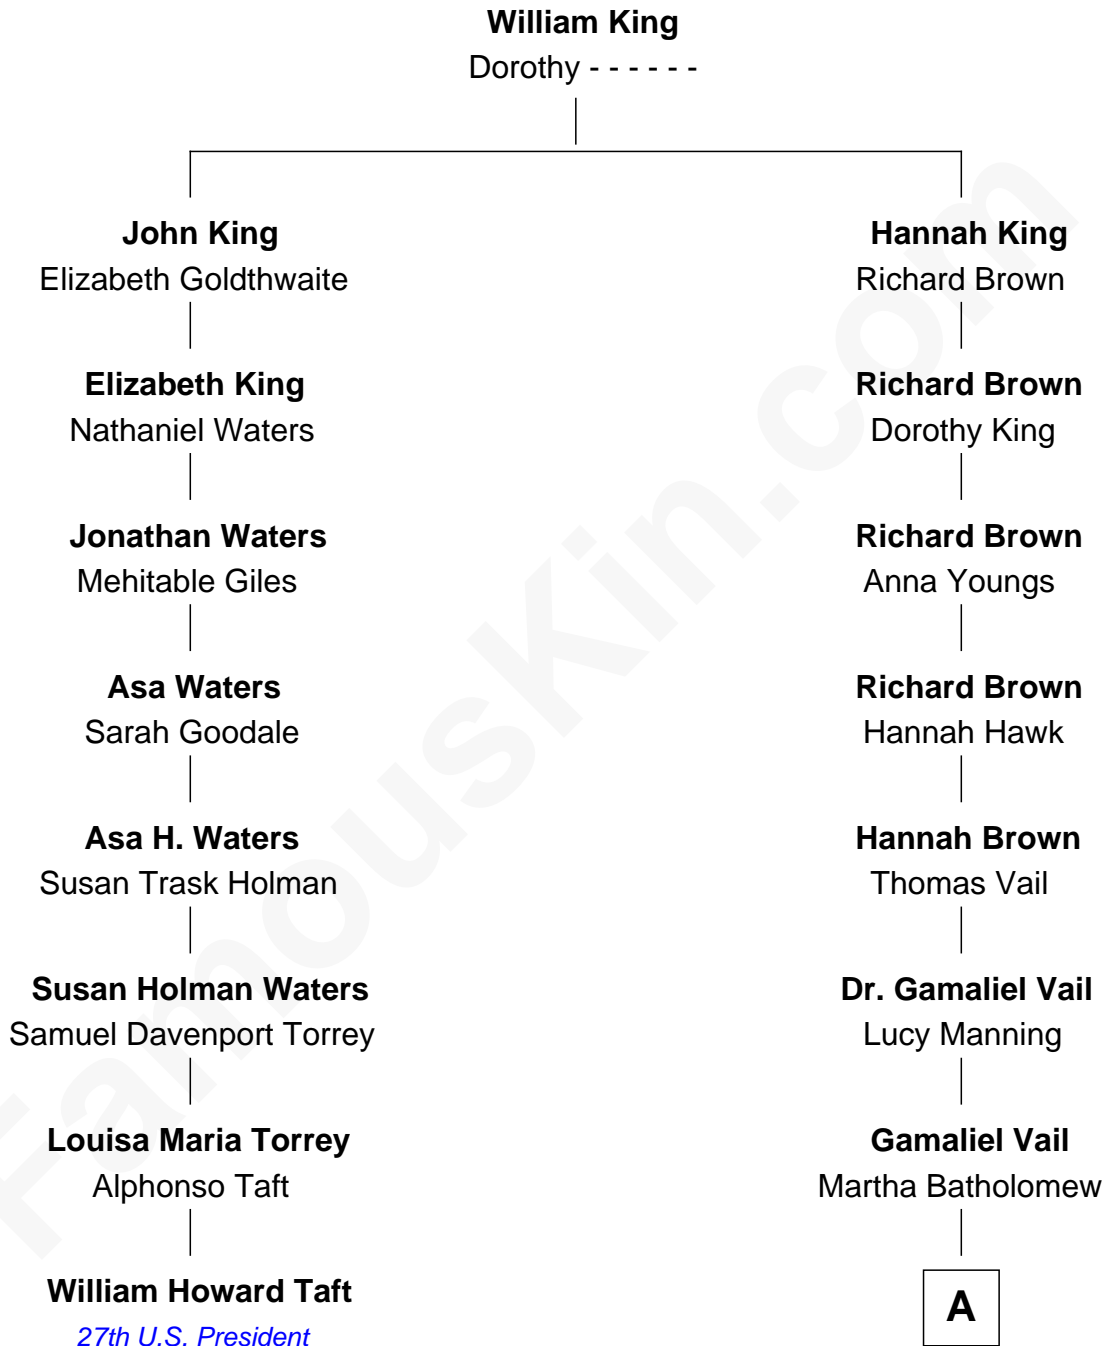 William King
Dorothy - - - - - -
John King
Elizabeth Goldthwaite
Hannah King
Richard Brown
Elizabeth King
Nathaniel Waters
Richard Brown
Dorothy King
Jonathan Waters
Mehitable Giles
Richard Brown
Anna Youngs
Asa Waters
Sarah Goodale
Richard Brown
Hannah Hawk
Asa H. Waters
Susan Trask Holman
Hannah Brown
Thomas Vail
Susan Holman Waters
Samuel Davenport Torrey
Dr. Gamaliel Vail
Lucy Manning
Louisa Maria Torrey
Alphonso Taft
Gamaliel Vail
Martha Batholomew
William Howard Taft
27th U.S. President
A
FamousKin.com